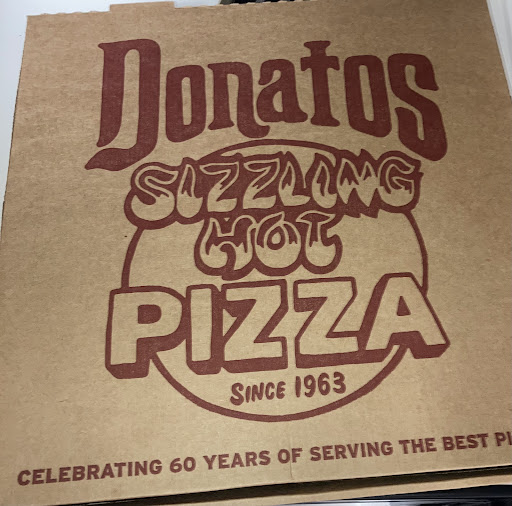 Donatos
SIZZLING
HOT
PIZZA
SINCE 1963
CELEBRATING 60 YEARS OF SERVING THE BEST